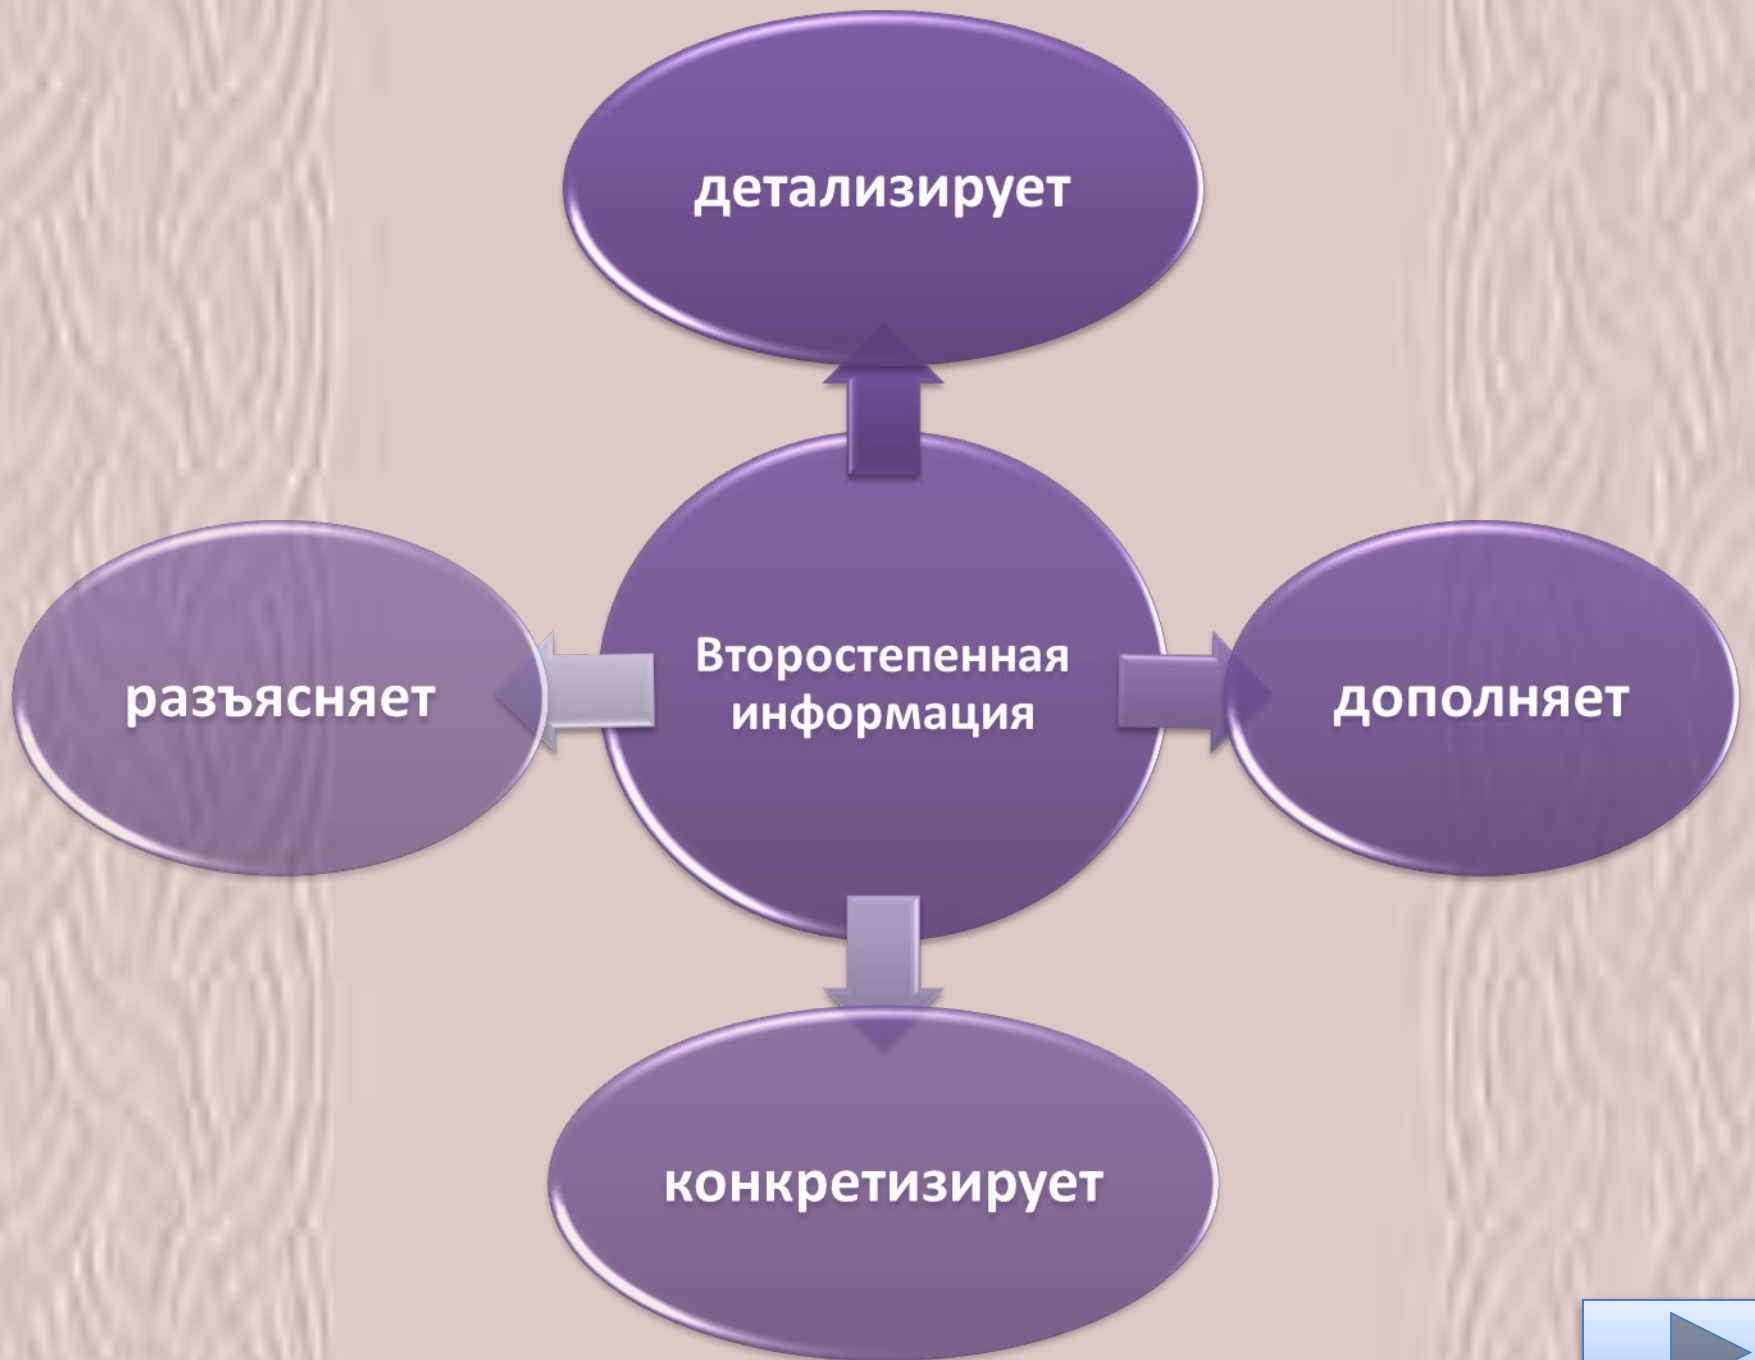 детализирует
разъясняет
Второстепенная
информация
дополняет
конкретизирует